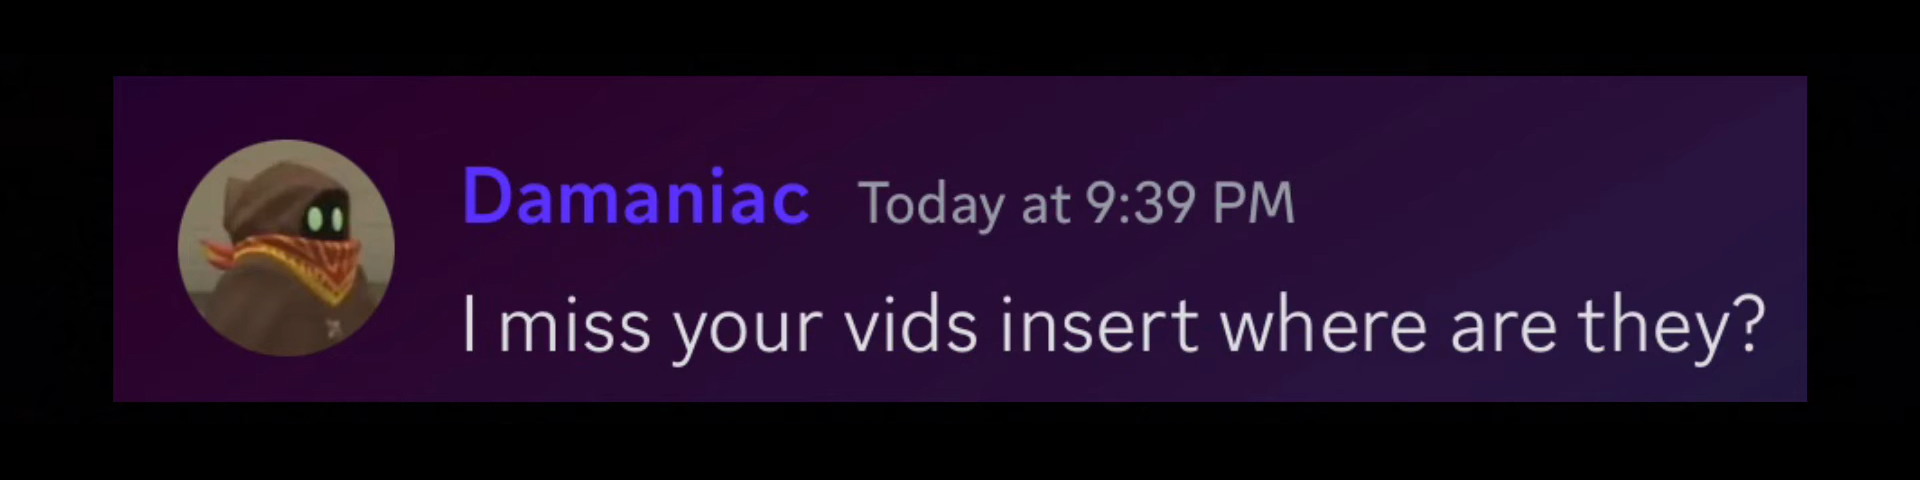 Damaniac Today at 9:39 PM
I miss your vids insert where are they?